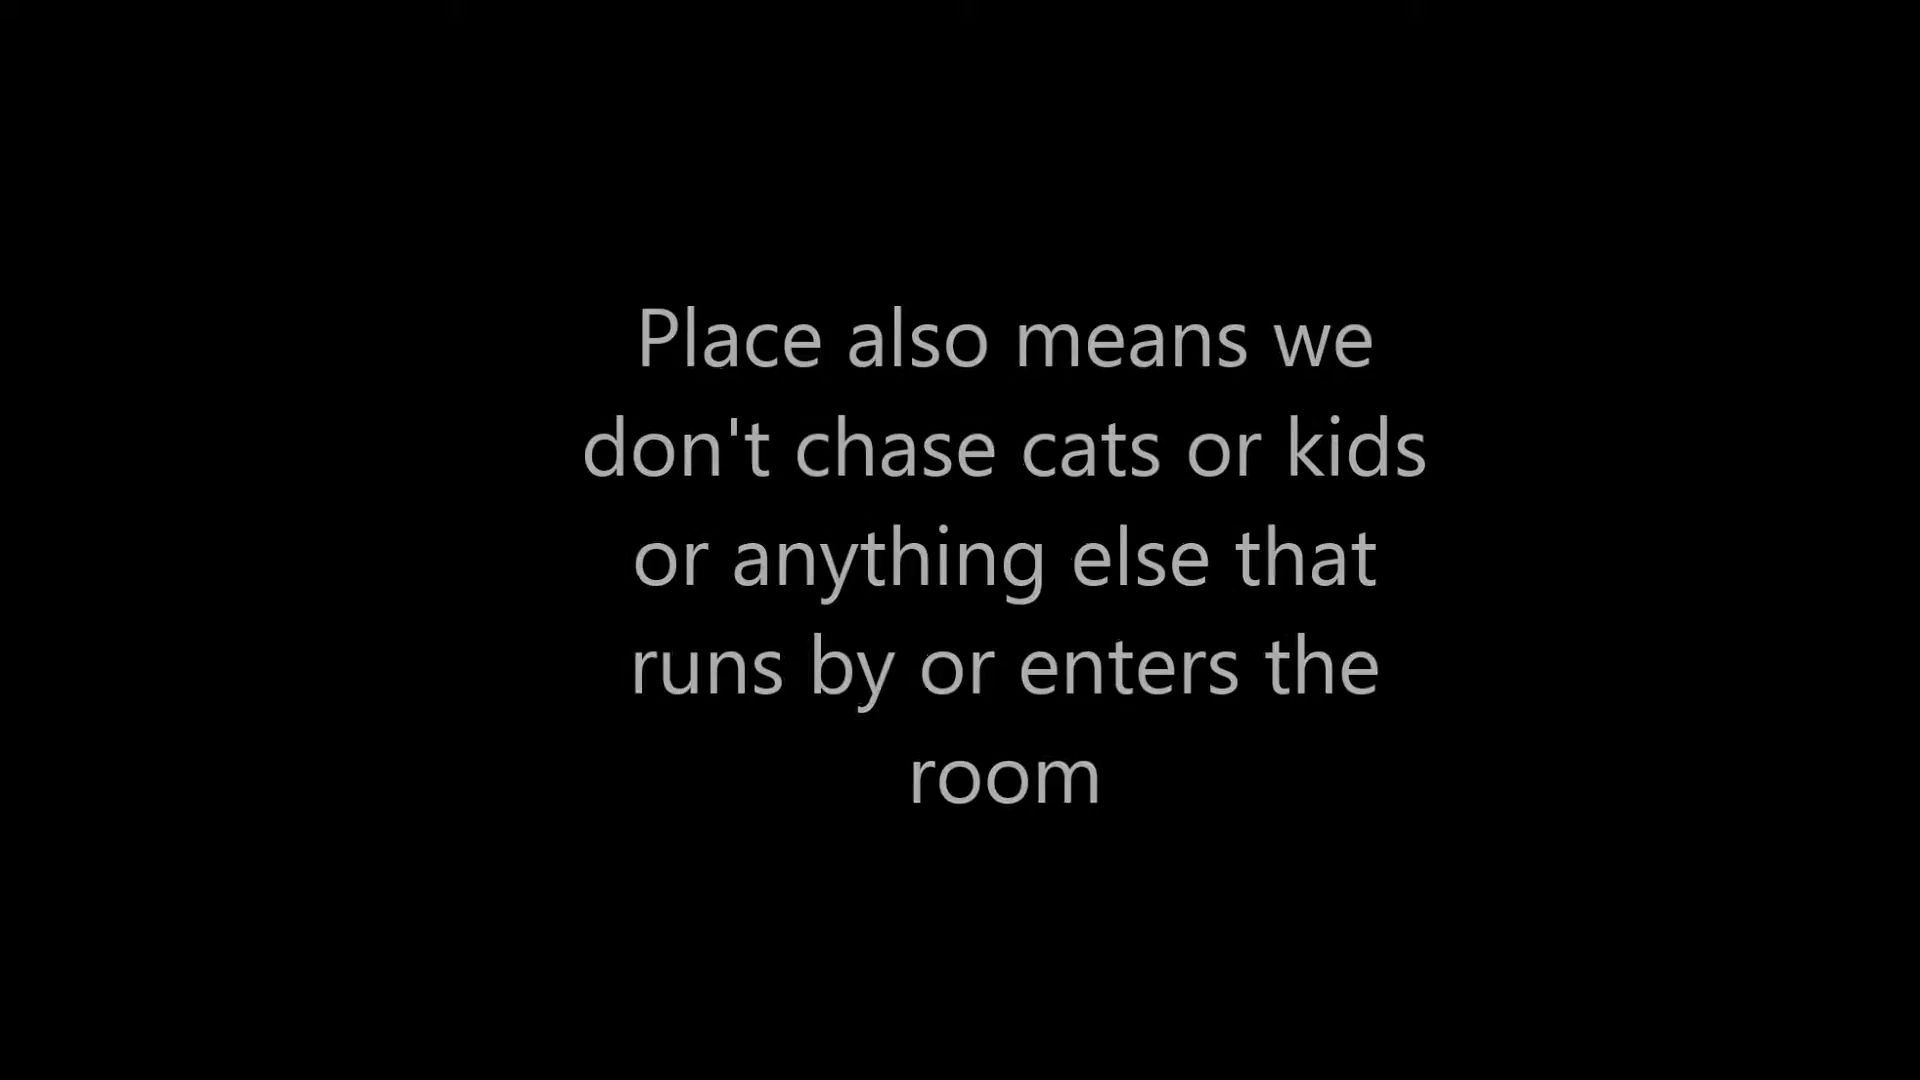 Place also means we
don't chase cats or kids
or anything else that
runs by or enters the
room